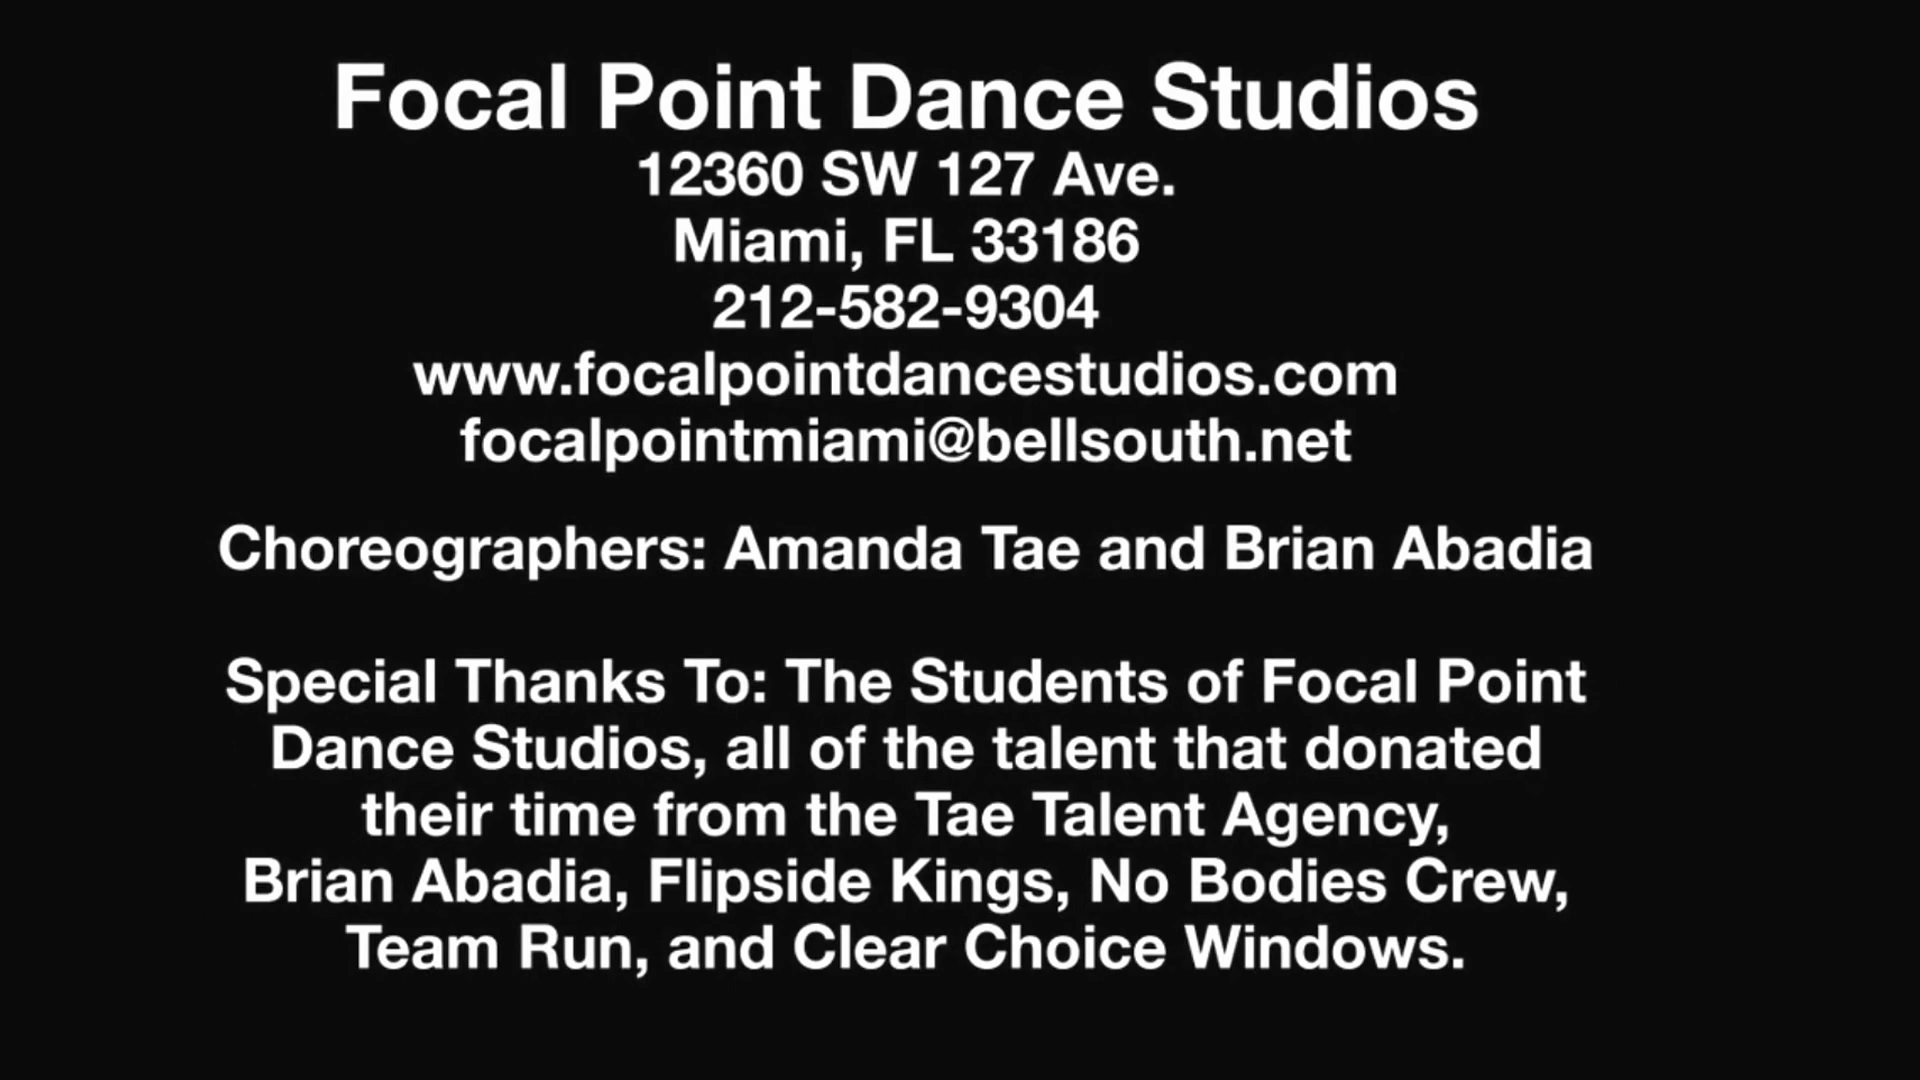 Focal Point Dance Studios
12360 SW 127 Ave.
Miami, FL 33186
212-582-9304
www.focalpointdancestudios.com
focalpointmiami@bellsouth.net
Choreographers: Amanda Tae and Brian Abadia
Special Thanks To: The Students of Focal Point
Dance Studios, all of the talent that donated
their time from the Tae Talent Agency,
Brian Abadia, Flipside Kings, No Bodies Crew,
Team Run, and Clear Choice Windows.